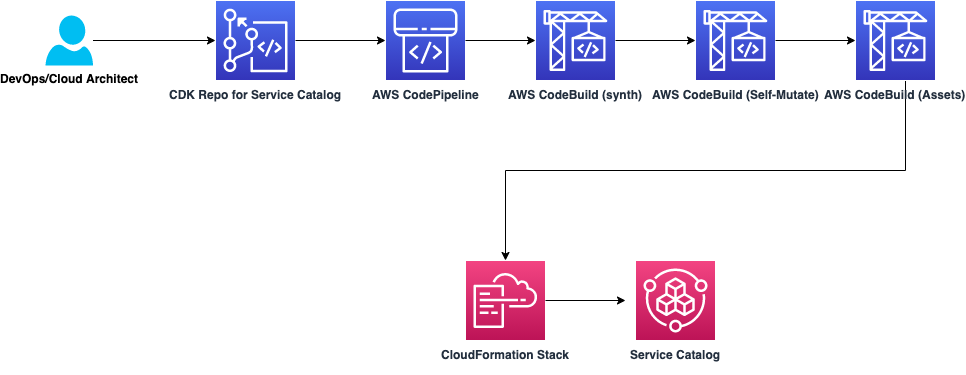 DevOps/Cloud Architect
CDK Repo for Service Catalog
AWS CodePipeline
AWS CodeBuild (synth)
AWS CodeBuild (Self-Mutate)
AWS CodeBuild (Assets)
CloudFormation Stack
Service Catalog